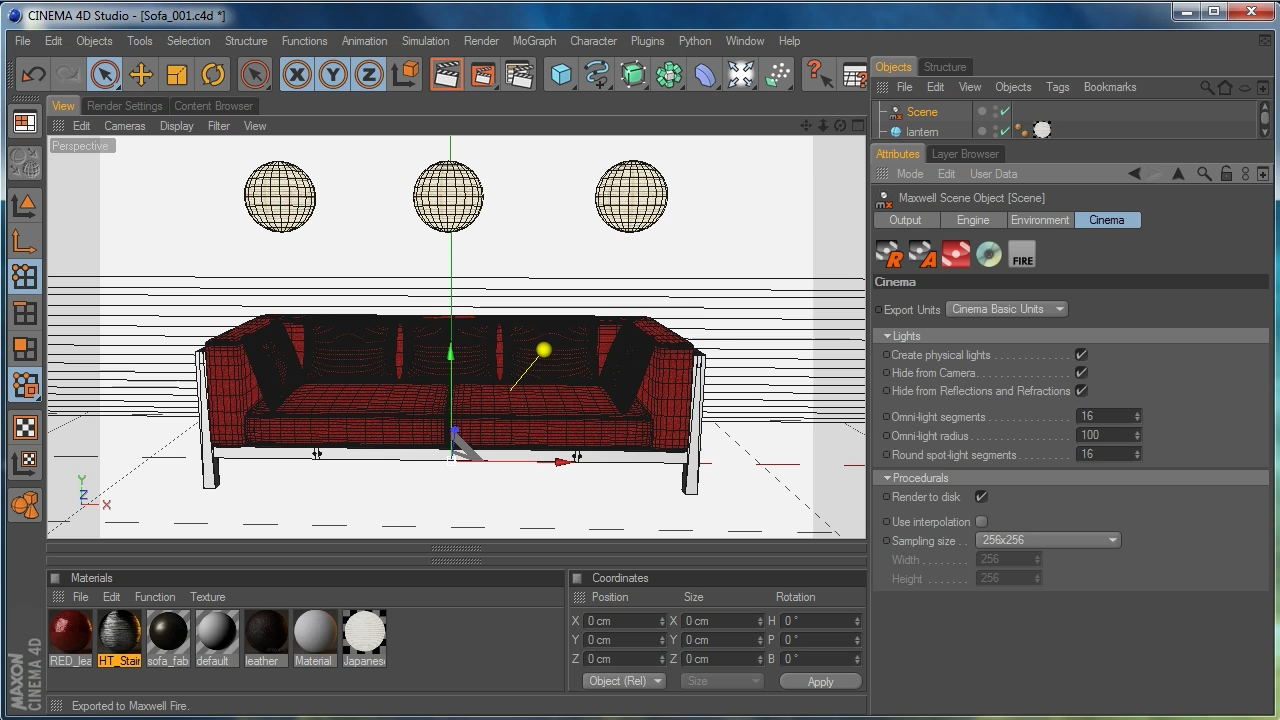 CINEMA 4D Studio - [Sofa_001.c4d *]
File Edit Objects Tools Selection Structure Functions Animation Simulation Render MoGraph Character Plugins Python Window Help
X Y Z
View Render Settings Content Browser
Edit Cameras Display Filter View
Perspective
Y
Z
X
Objects Structure
File Edit View Objects Tags Bookmarks
Scene
lantern
Attributes Layer Browser
Mode Edit User Data
Maxwell Scene Object [Scene]
Output Engine Environment Cinema
R A FIRE
Cinema
Export Units Cinema Basic Units
Lights
Create physical lights
Hide from Camera
Hide from Reflections and Refractions
Omni-light segments 16
Omni-light radius 100
Round spot-light segments 16
Procedurals
Render to disk
Use interpolation
Sampling size 256x256
Width 256
Height 256
Materials
File Edit Function Texture
RED_lea HT_Stair sofa_fab default leather Material Japanese
Coordinates
Position Size Rotation
X 0 cm X 0 cm H 0 °
Y 0 cm Y 0 cm P 0 °
Z 0 cm Z 0 cm B 0 °
Object (Rel) Size Apply
MAXON
CINEMA 4D
Exported to Maxwell Fire.